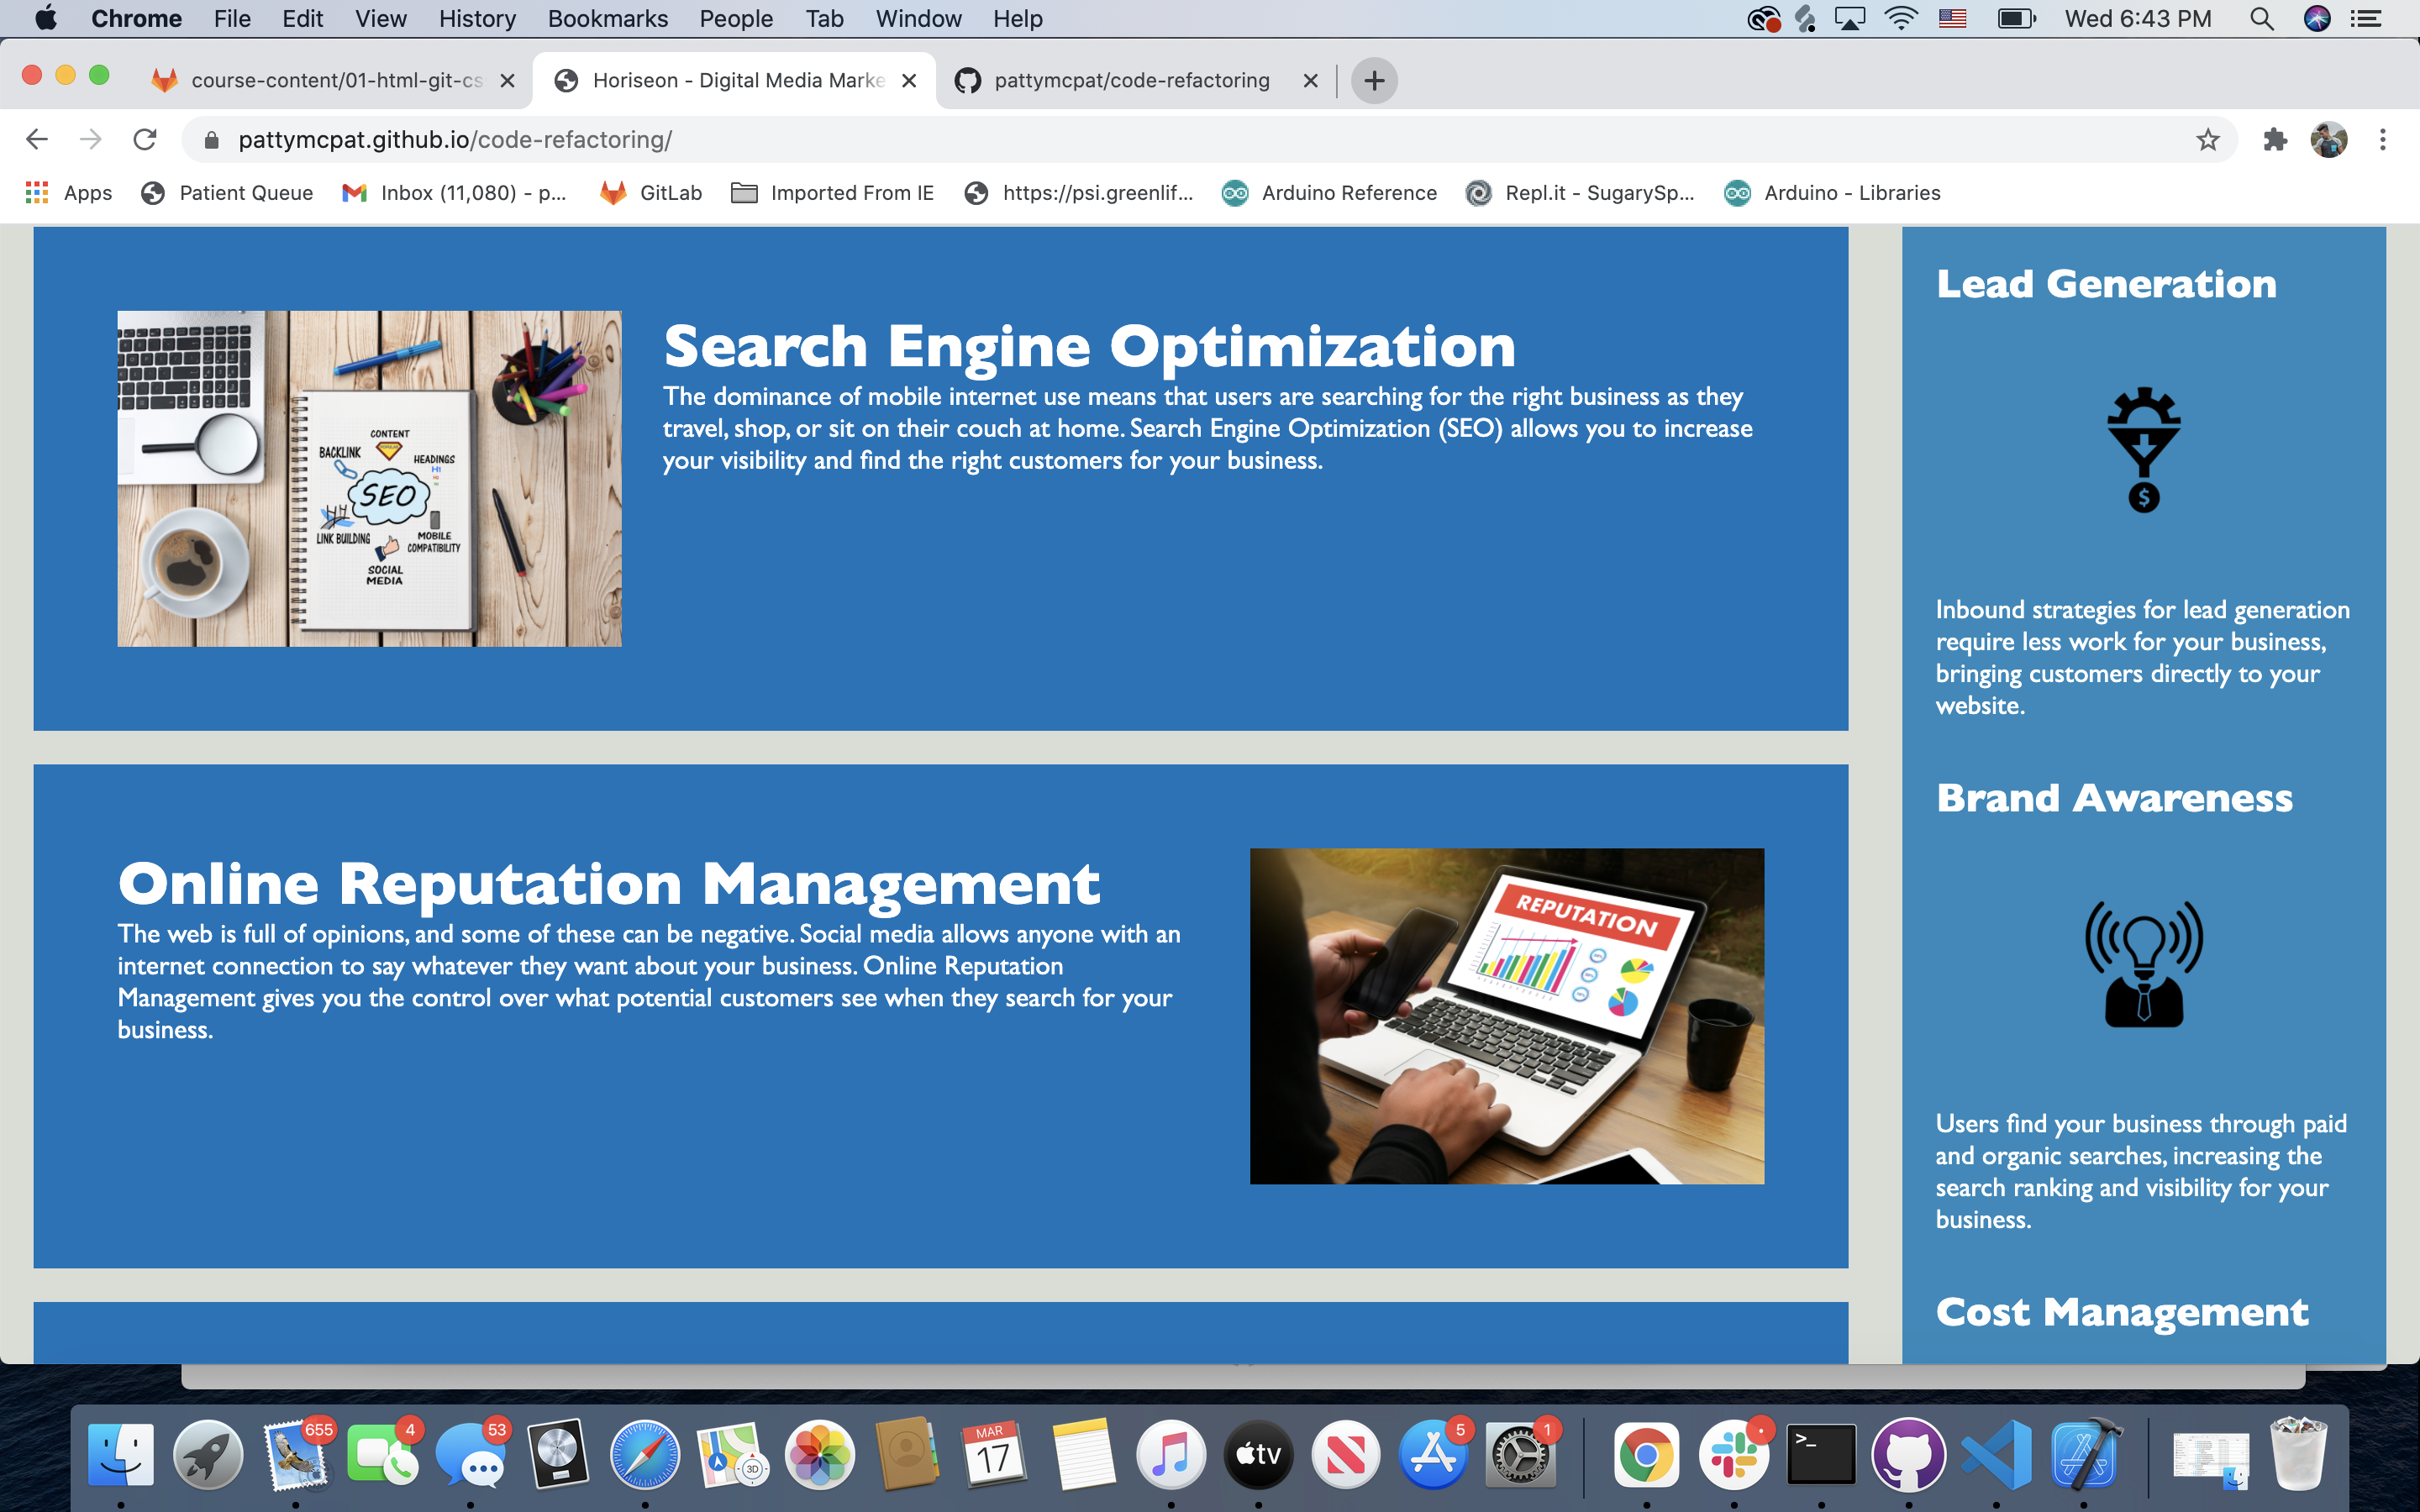 Chrome File Edit View History Bookmarks People Tab Window Help Wed 6:43 PM
course-content/01-html-git-cs Horiseon - Digital Media Marke pattymcpat/code-refactoring
pattymcpat.github.io/code-refactoring/
Apps Patient Queue Inbox (11,080) - p... GitLab Imported From IE https://psi.greenlif... Arduino Reference Repl.it - SugarySp... Arduino - Libraries
CONTENT
BACKLINK
HEADINGS
H1
SEO
LINK BUILDING
MOBILE
COMPATIBILITY
SOCIAL
MEDIA
Search Engine Optimization
The dominance of mobile internet use means that users are searching for the right business as they
travel, shop, or sit on their couch at home. Search Engine Optimization (SEO) allows you to increase
your visibility and find the right customers for your business.
Online Reputation Management
The web is full of opinions, and some of these can be negative. Social media allows anyone with an
internet connection to say whatever they want about your business. Online Reputation
Management gives you the control over what potential customers see when they search for your
business.
REPUTATION
Lead Generation
$
Inbound strategies for lead generation
require less work for your business,
bringing customers directly to your
website.
Brand Awareness
Users find your business through paid
and organic searches, increasing the
search ranking and visibility for your
business.
Cost Management
655 4 53 3D MAR 17 tv 5 1 >_